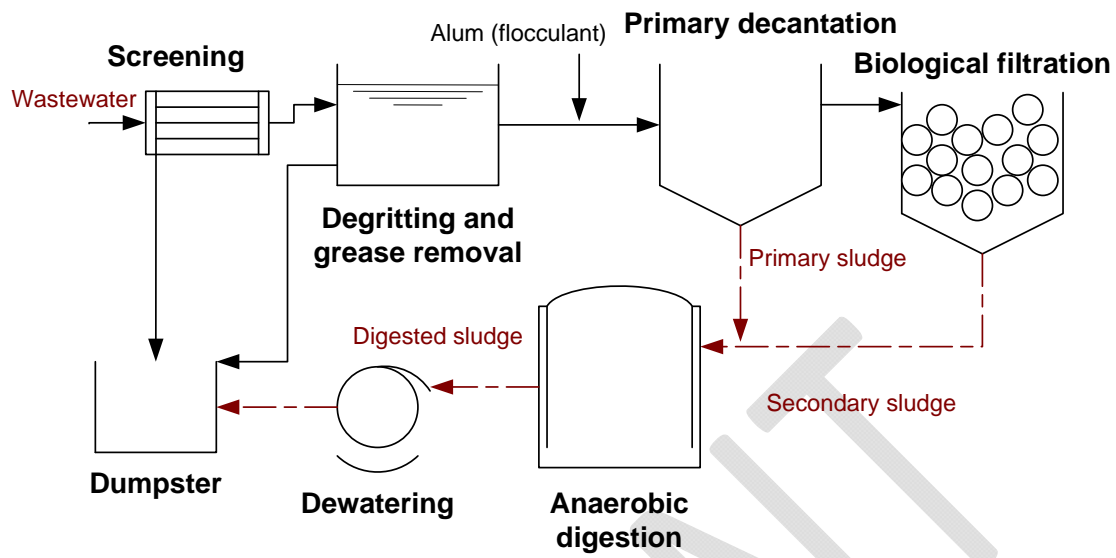 Alum (flocculant)
Primary decantation
Screening
Biological filtration
Wastewater
Degritting and
grease removal
Primary sludge
Digested sludge
Secondary sludge
Dumpster
Dewatering
Anaerobic
digestion
NT